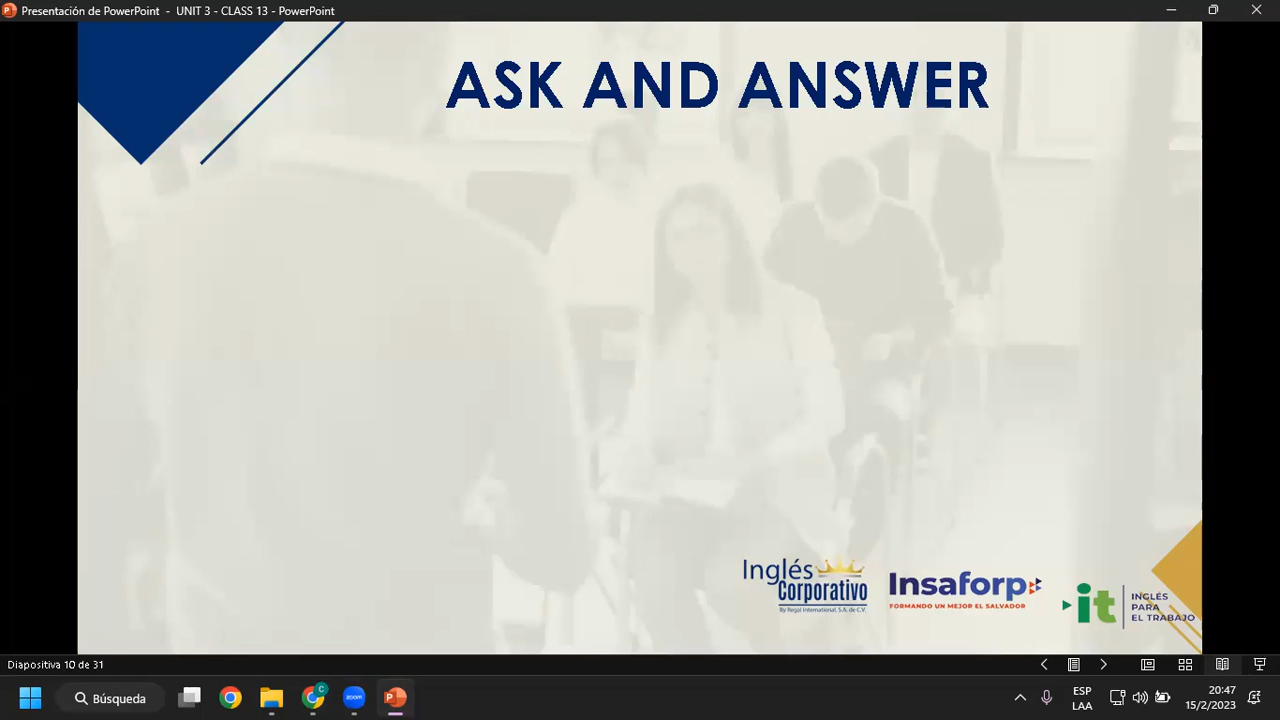 Presentación de PowerPoint - UNIT 3 - CLASS 13 - PowerPoint
ASK AND ANSWER
Inglés
Corporativo
By Regal International, S.A. de C.V.
Insaforp
FORMANDO UN MEJOR EL SALVADOR
it
INGLÉS
PARA
EL TRABAJO
Diapositiva 10 de 31
Búsqueda
zoom
C
ESP
LAA
20:47
15/2/2023